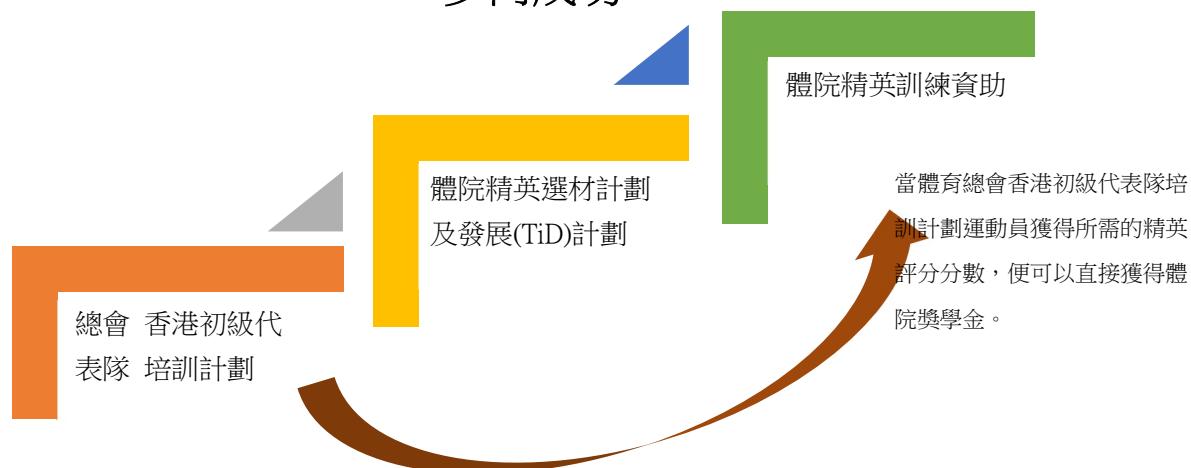 體院精英訓練資助
體院精英選材計劃
及發展(TiD)計劃
總會 香港初級代
表隊 培訓計劃
當體育總會香港初級代表隊培
訓計劃運動員獲得所需的精英
評分分數，便可以直接獲得體
院獎學金。